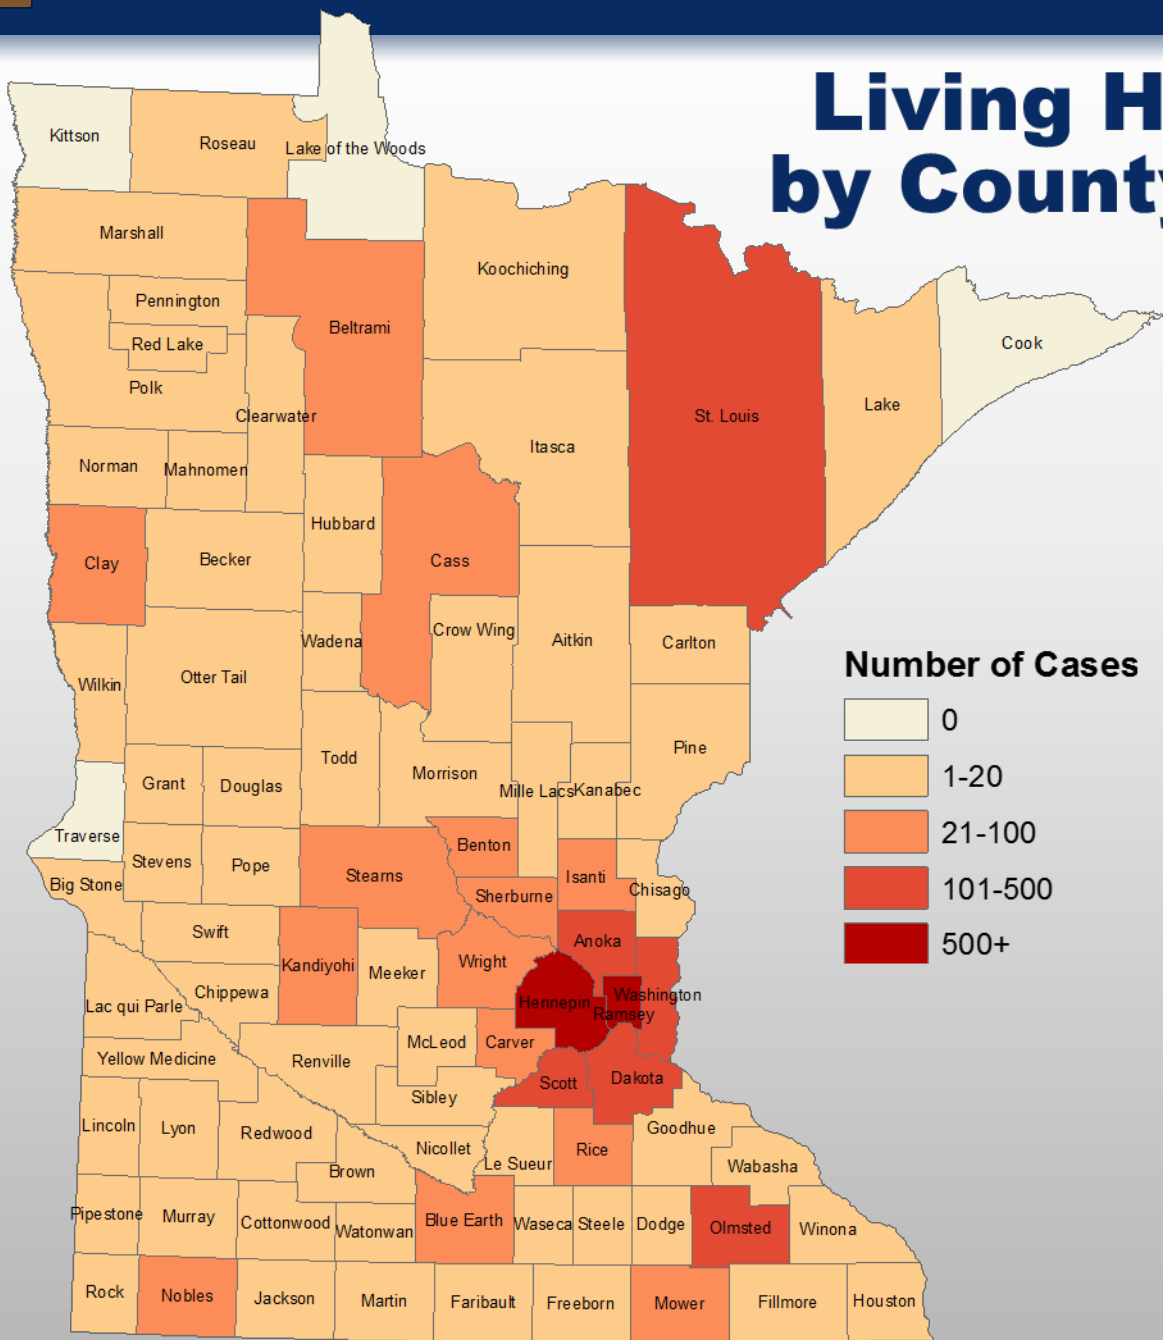 Living H
by County
Kittson
Roseau
Lake of the Woods
Marshall
Koochiching
Pennington
Beltrami
Red Lake
Cook
Polk
Lake
Clearwater
St. Louis
Itasca
Norman
Mahnomen
Hubbard
Clay
Becker
Cass
Crow Wing
Wadena
Aitkin
Carlton
Otter Tail
Wilkin
Number of Cases
0
1-20
21-100
101-500
500+
Pine
Todd
Morrison
Grant
Douglas
Mille Lacs
Kanabec
Traverse
Benton
Stevens
Pope
Stearns
Isanti
Big Stone
Chisago
Sherburne
Swift
Anoka
Kandiyohi
Wright
Meeker
Chippewa
Washington
Lac qui Parle
Hennepin
Ramsey
McLeod
Carver
Yellow Medicine
Renville
Dakota
Scott
Sibley
Lincoln
Lyon
Redwood
Goodhue
Nicollet
Rice
Le Sueur
Wabasha
Brown
Pipestone
Murray
Cottonwood
Watonwan
Blue Earth
Waseca
Steele
Dodge
Olmsted
Winona
Rock
Nobles
Jackson
Martin
Faribault
Freeborn
Mower
Fillmore
Houston